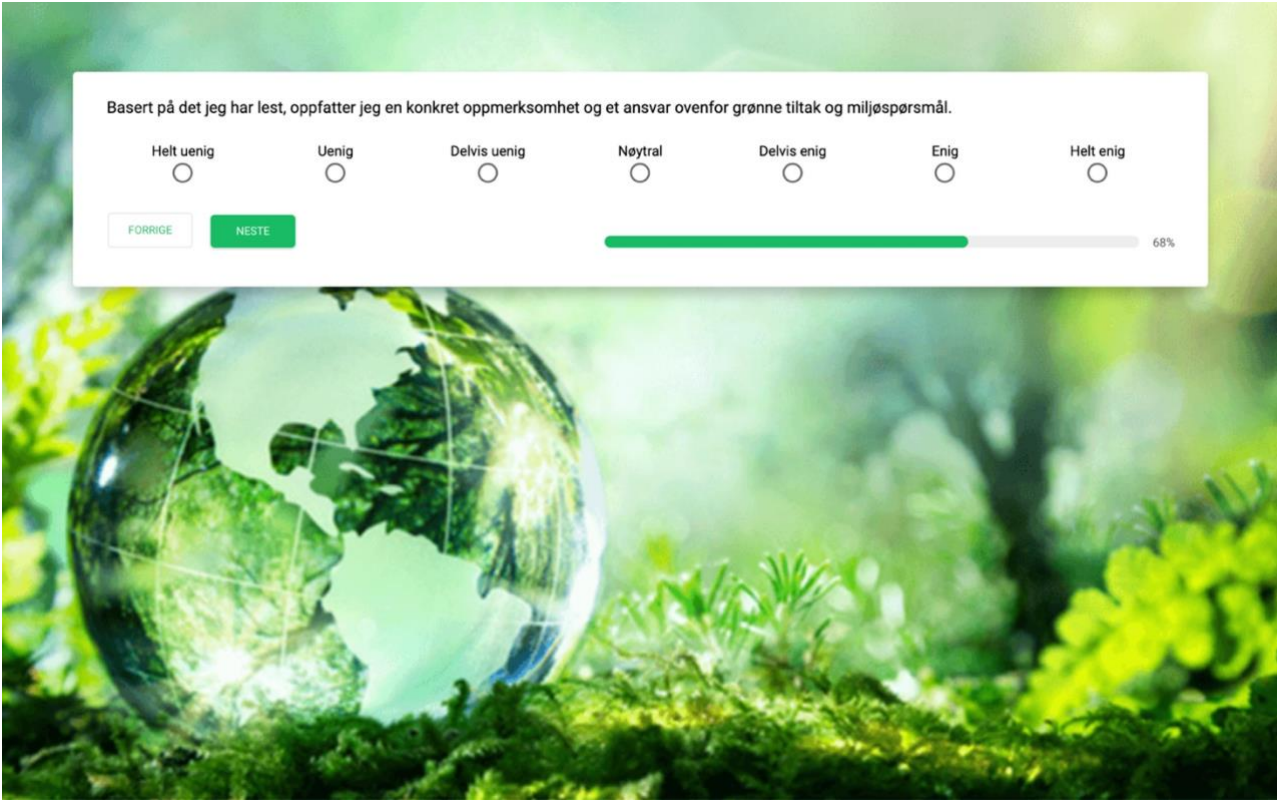 Basert på det jeg har lest, oppfatter jeg en konkret oppmerksomhet og et ansvar ovenfor grønne tiltak og miljøspørsmål.
Helt uenig Uenig Delvis uenig Nøytral Delvis enig Enig Helt enig
FORRIGE NESTE 68%